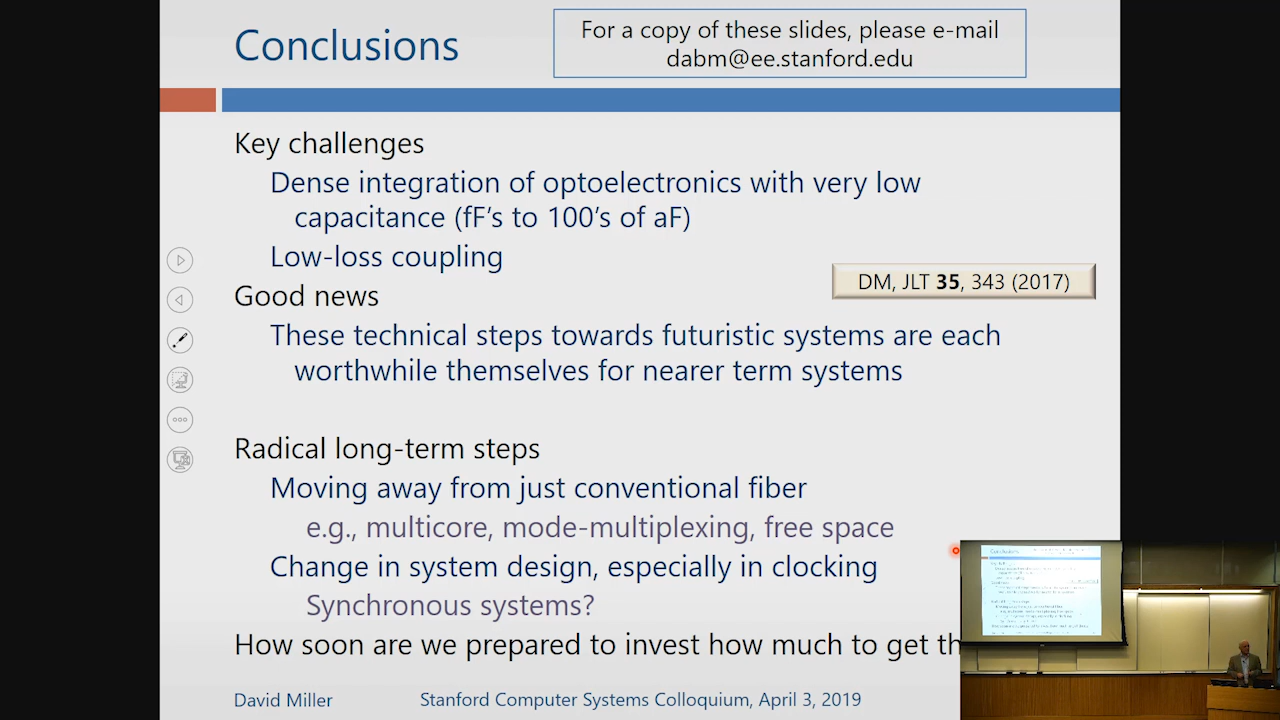 Conclusions
For a copy of these slides, please e-mail
dabm@ee.stanford.edu
Key challenges
Dense integration of optoelectronics with very low
capacitance (fF's to 100's of aF)
Low-loss coupling
DM, JLT 35, 343 (2017)
Good news
These technical steps towards futuristic systems are each
worthwhile themselves for nearer term systems
Radical long-term steps
Moving away from just conventional fiber
e.g., multicore, mode-multiplexing, free space
Change in system design, especially in clocking
Synchronous systems?
How soon are we prepared to invest how much to get th
David Miller
Stanford Computer Systems Colloquium, April 3, 2019
Conclusions